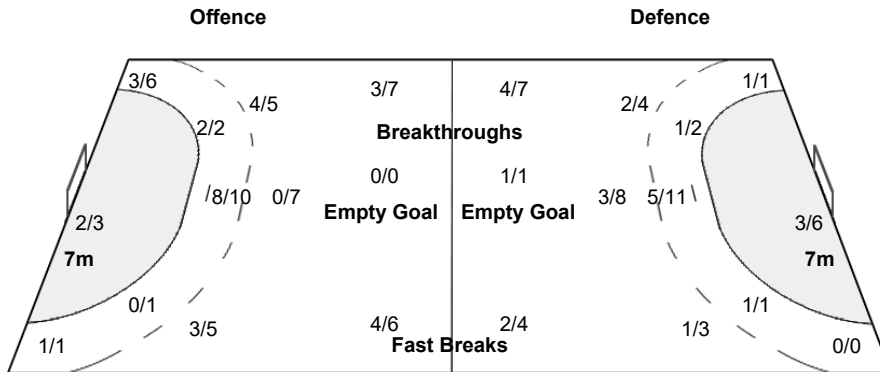 Offence Defence
3/6 3/7 4/7 1/1
4/5 2/4
2/2 Breakthroughs 1/2
0/0 1/1
8/10 0/7 3/8 5/11
2/3 Empty Goal Empty Goal 3/6
7m 7m
0/1 1/1
3/5 4/6 2/4 1/3
1/1 Fast Breaks 0/0